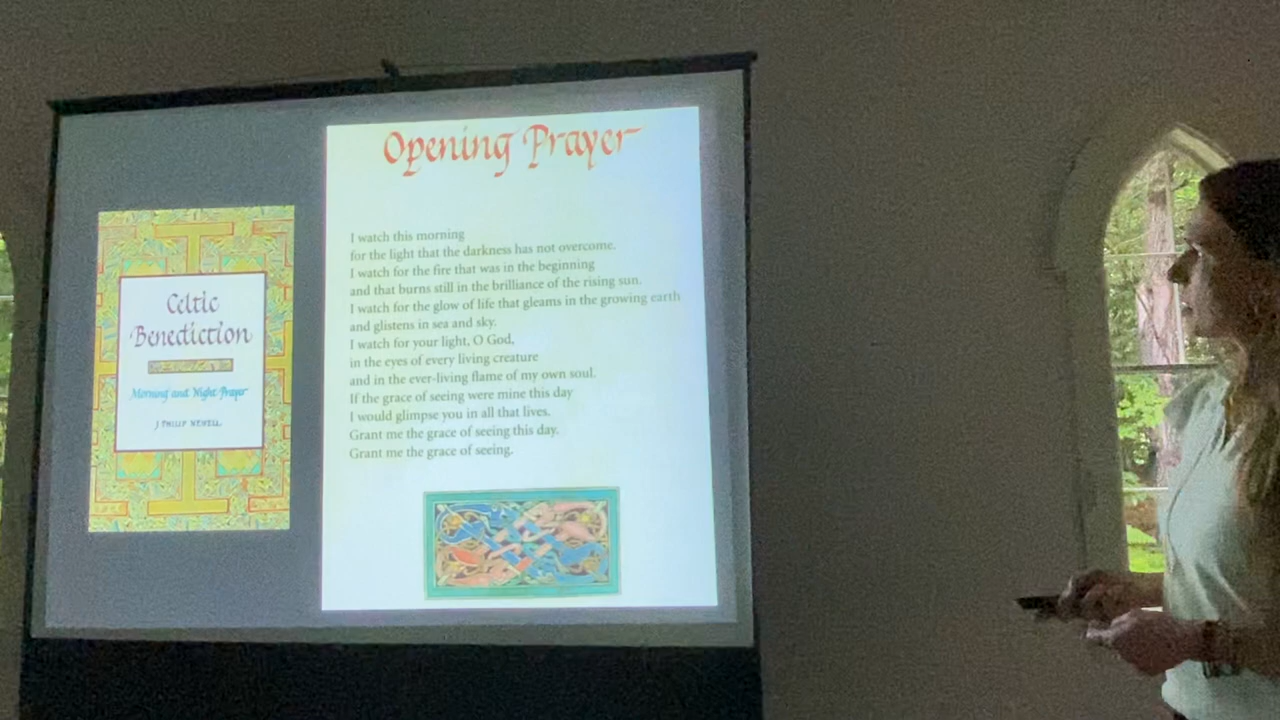 Opening Prayer
I watch this morning
for the light that the darkness has not overcome.
I watch for the fire that was in the beginning
and that burns still in the brilliance of the rising sun.
I watch for the glow of life that gleams in the growing earth
and glistens in sea and sky.
I watch for your light, O God,
in the eyes of every living creature
and in the ever-living flame of my own soul.
If the grace of seeing were mine this day
I would glimpse you in all that lives.
Grant me the grace of seeing this day.
Grant me the grace of seeing.
Celtic
Benediction
Morning and Night Prayer
J PHILIP NEWELL